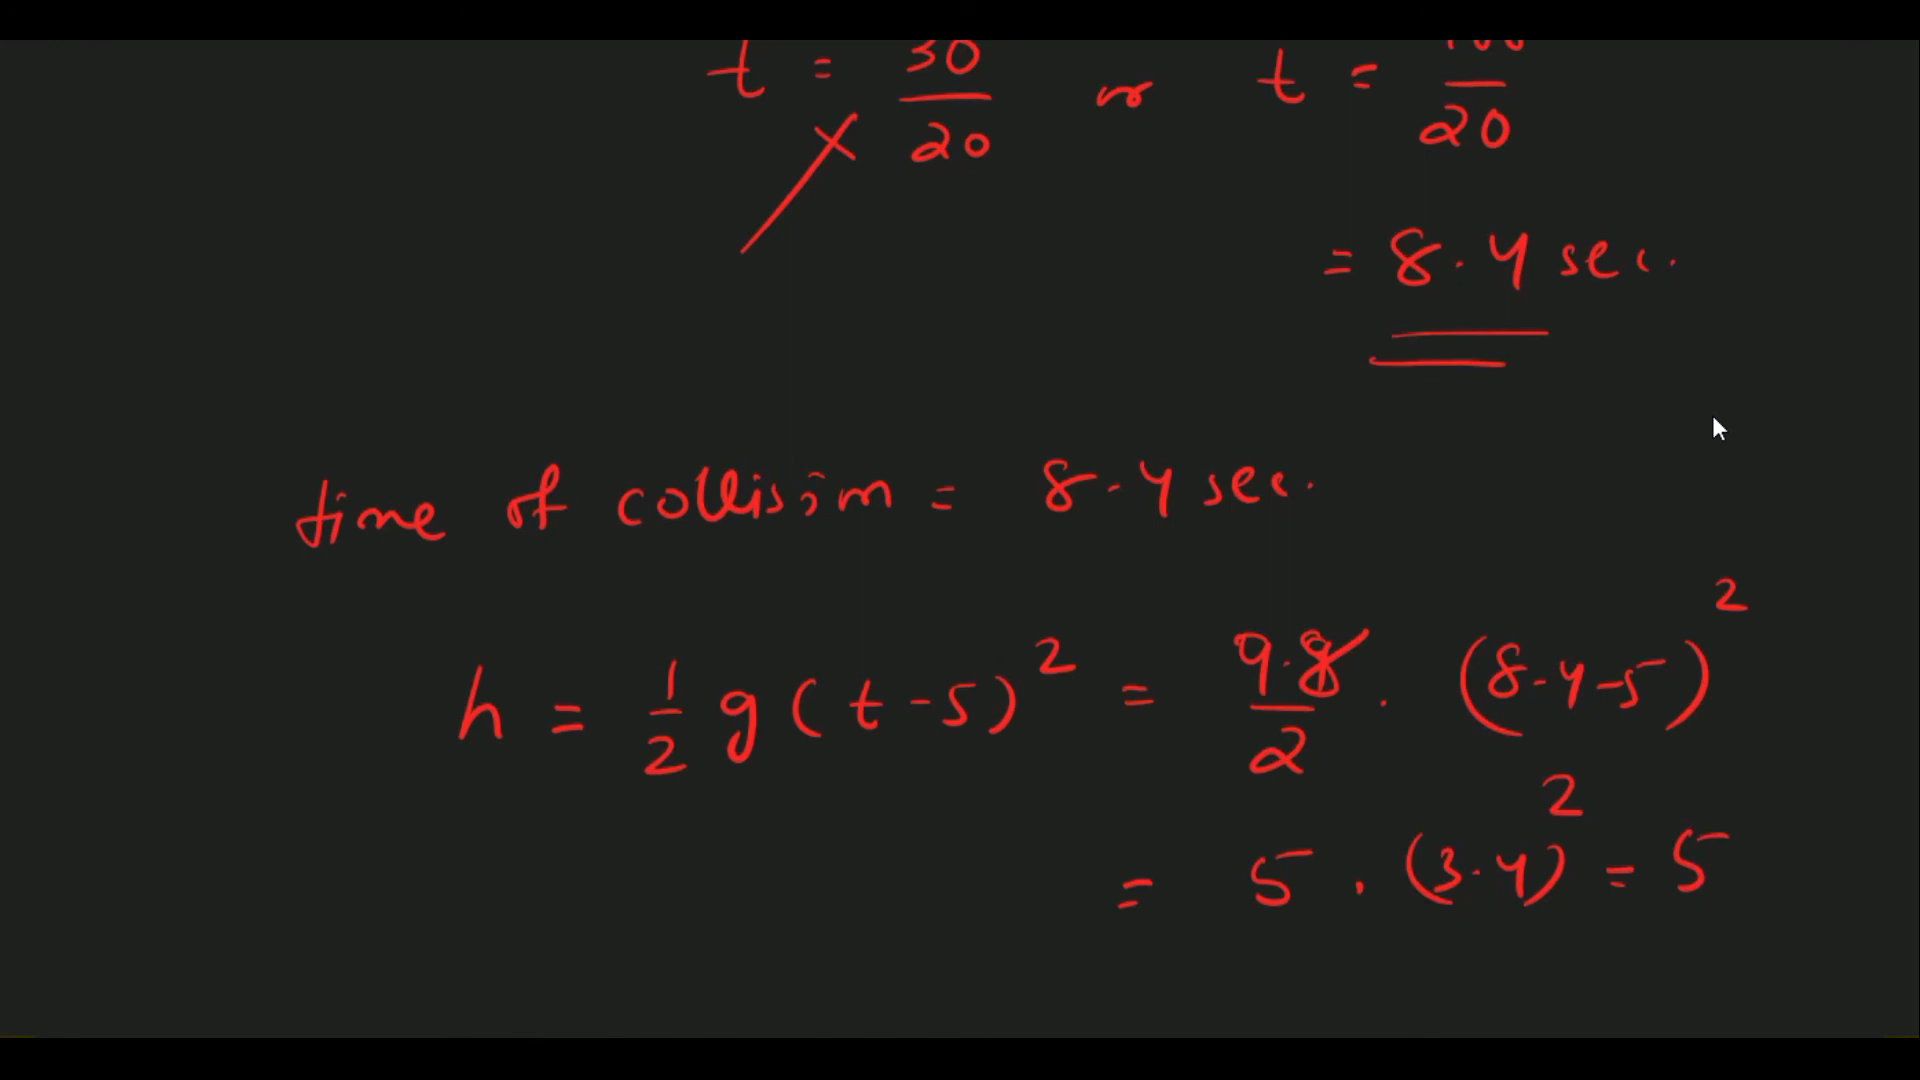 t = 30/20 or t = /20
= 8.4 sec.
time of collision = 8.4 sec.
h = 1/2 g(t-5)² = 9.8/2 . (8.4-5)²
= 5 . (3.4)² = 5